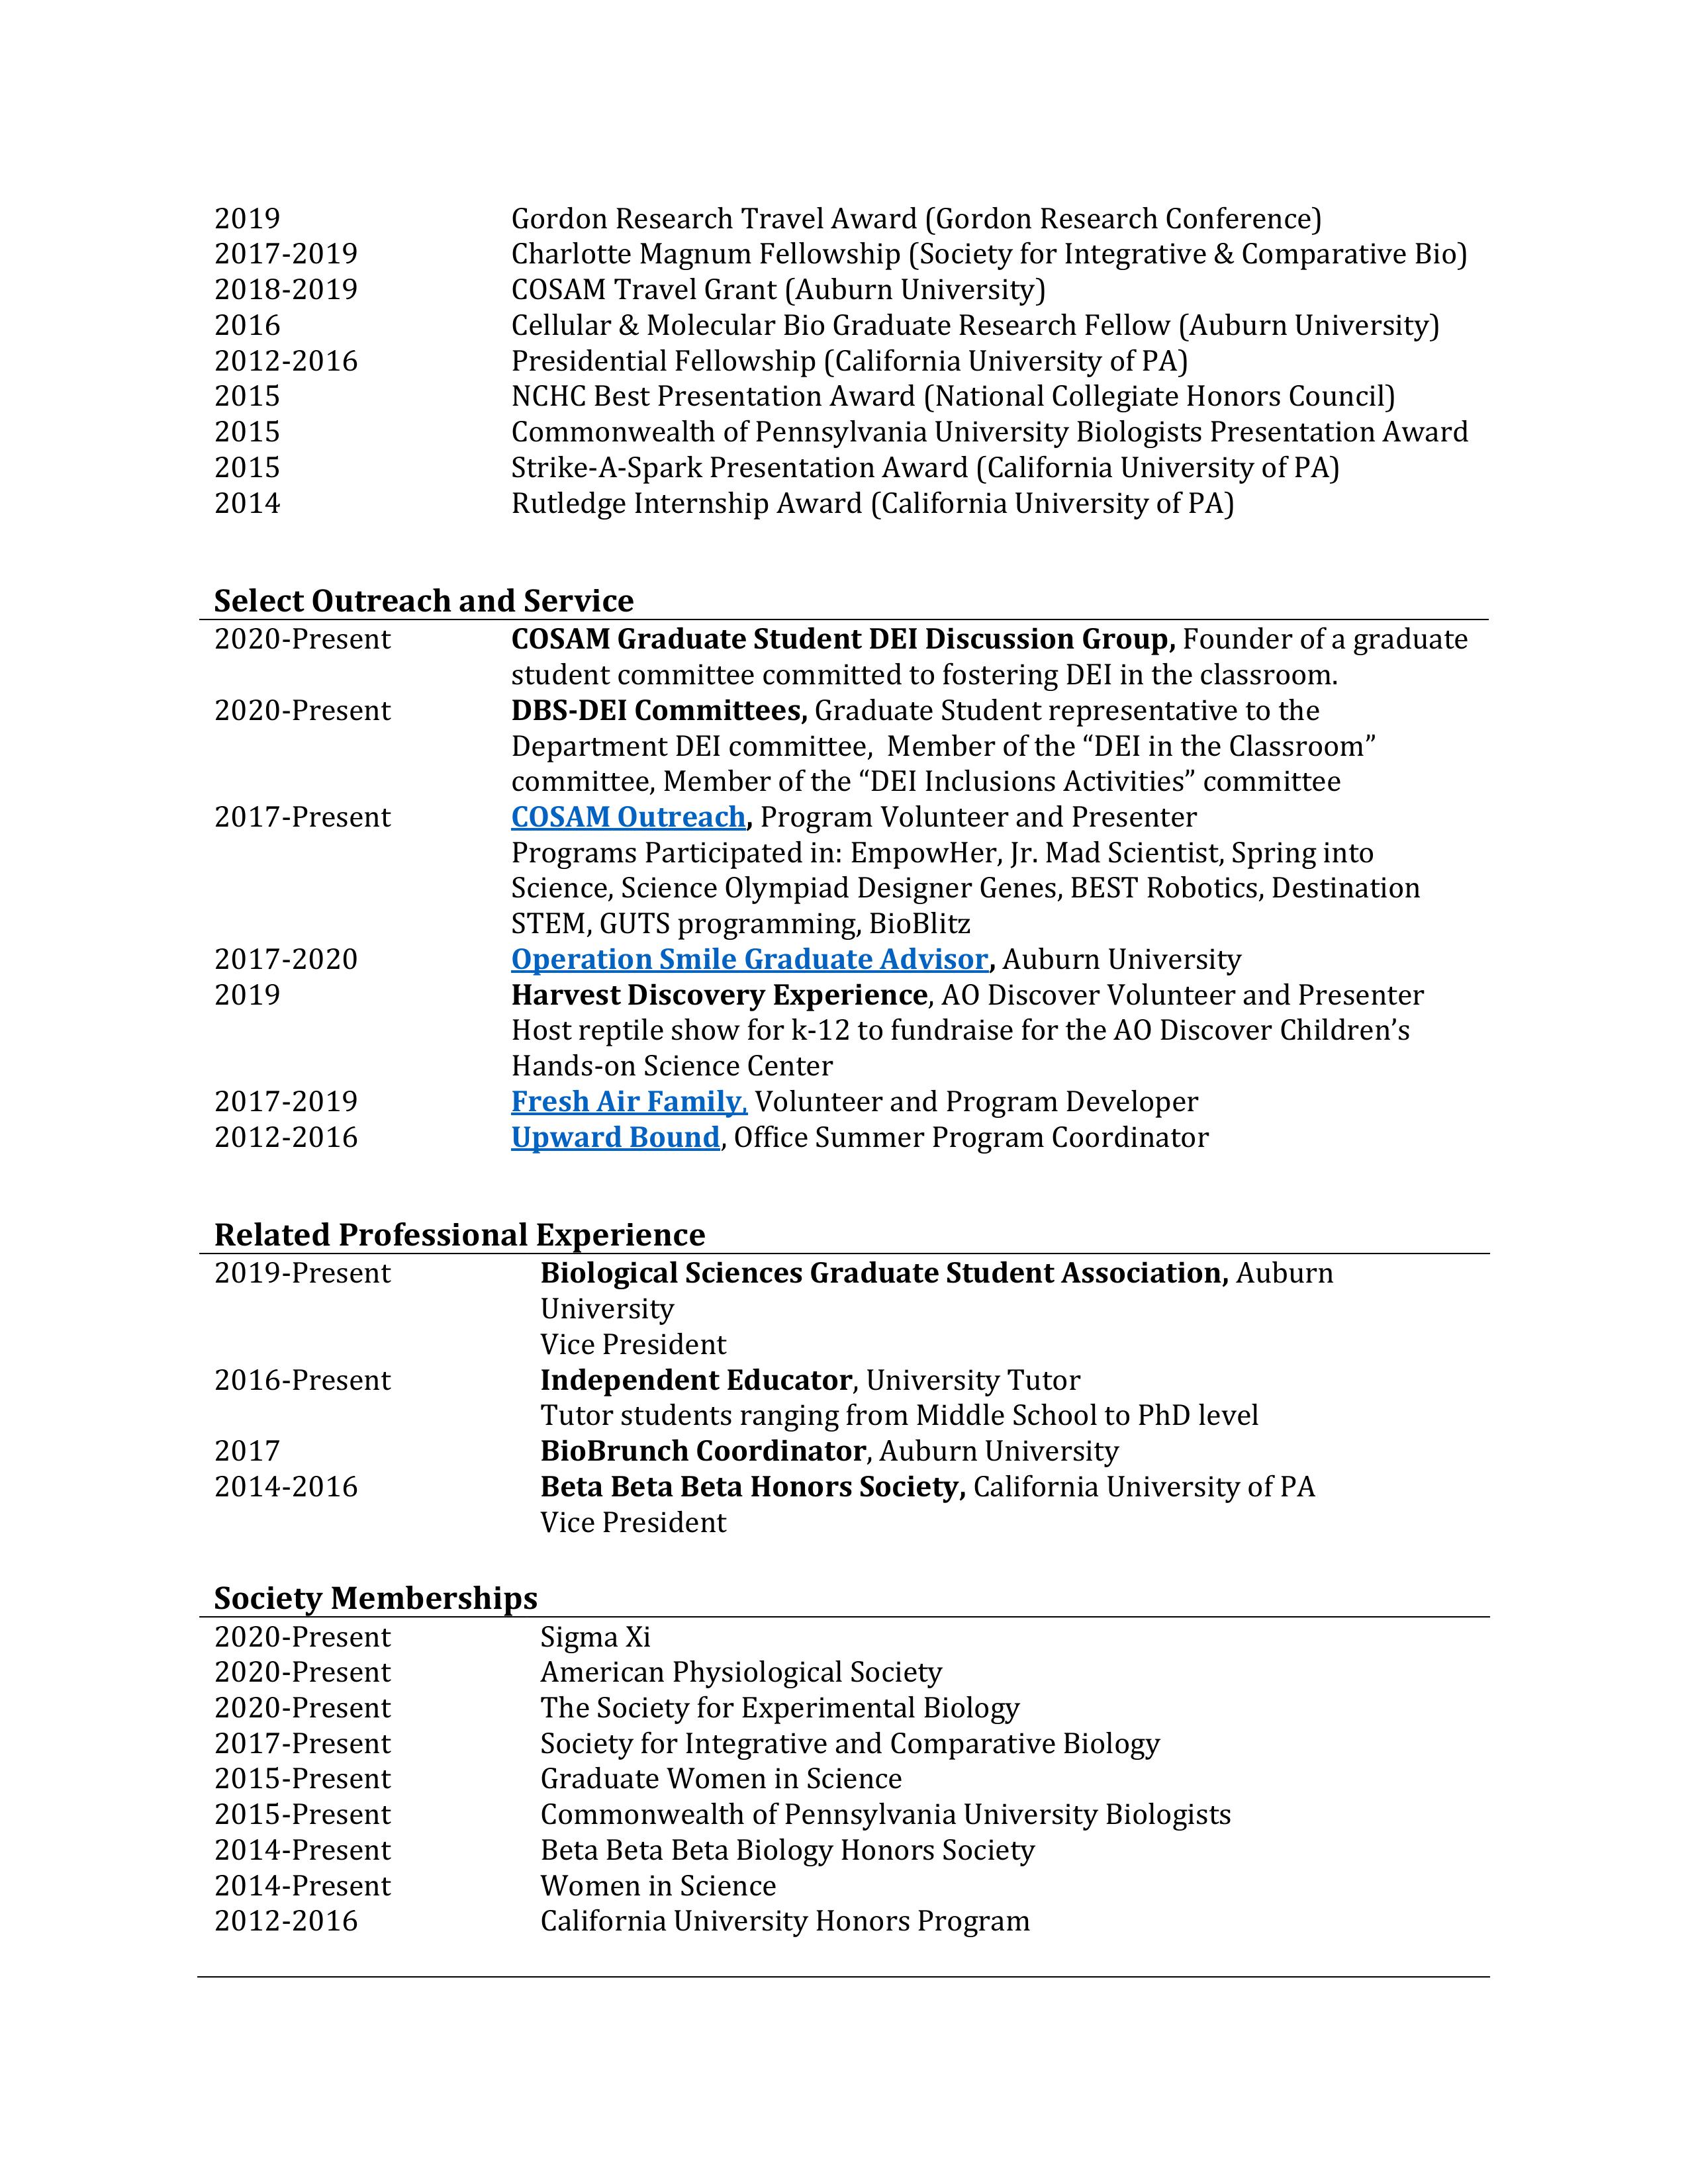 2019 Gordon Research Travel Award (Gordon Research Conference)
2017-2019 Charlotte Magnum Fellowship (Society for Integrative & Comparative Bio)
2018-2019 COSAM Travel Grant (Auburn University)
2016 Cellular & Molecular Bio Graduate Research Fellow (Auburn University)
2012-2016 Presidential Fellowship (California University of PA)
2015 NCHC Best Presentation Award (National Collegiate Honors Council)
2015 Commonwealth of Pennsylvania University Biologists Presentation Award
2015 Strike-A-Spark Presentation Award (California University of PA)
2014 Rutledge Internship Award (California University of PA)
Select Outreach and Service
2020-Present COSAM Graduate Student DEI Discussion Group, Founder of a graduate
student committee committed to fostering DEI in the classroom.
2020-Present DBS-DEI Committees, Graduate Student representative to the
Department DEI committee,  Member of the “DEI in the Classroom”
committee, Member of the “DEI Inclusions Activities” committee
2017-Present COSAM Outreach, Program Volunteer and Presenter
Programs Participated in: EmpowHer, Jr. Mad Scientist, Spring into
Science, Science Olympiad Designer Genes, BEST Robotics, Destination
STEM, GUTS programming, BioBlitz
2017-2020 Operation Smile Graduate Advisor, Auburn University
2019 Harvest Discovery Experience, AO Discover Volunteer and Presenter
Host reptile show for k-12 to fundraise for the AO Discover Children’s
Hands-on Science Center
2017-2019 Fresh Air Family, Volunteer and Program Developer
2012-2016 Upward Bound, Office Summer Program Coordinator
Related Professional Experience
2019-Present Biological Sciences Graduate Student Association, Auburn
University
Vice President
2016-Present Independent Educator, University Tutor
Tutor students ranging from Middle School to PhD level
2017 BioBrunch Coordinator, Auburn University
2014-2016 Beta Beta Beta Honors Society, California University of PA
Vice President
Society Memberships
2020-Present Sigma Xi
2020-Present American Physiological Society
2020-Present The Society for Experimental Biology
2017-Present Society for Integrative and Comparative Biology
2015-Present Graduate Women in Science
2015-Present Commonwealth of Pennsylvania University Biologists
2014-Present Beta Beta Beta Biology Honors Society
2014-Present Women in Science
2012-2016 California University Honors Program